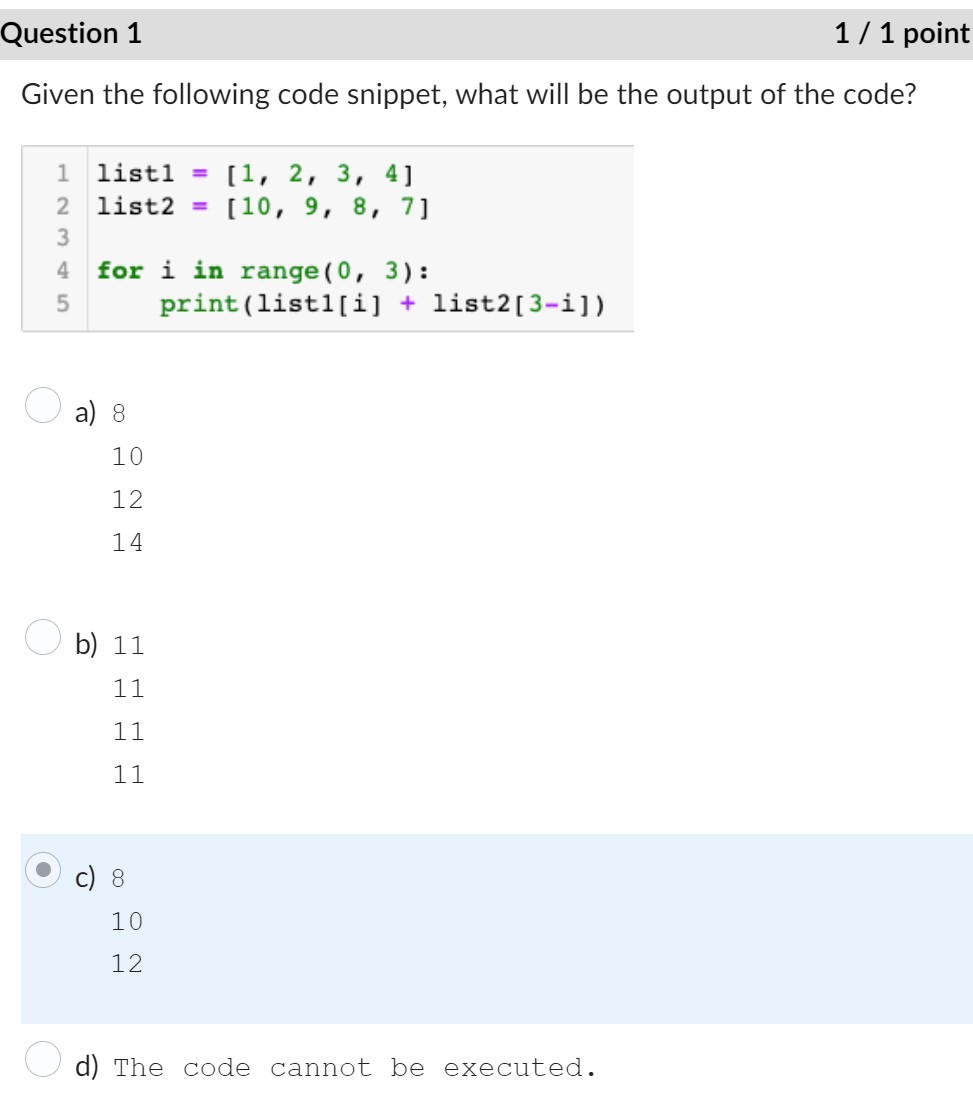 Question 1 1 / 1 point
Given the following code snippet, what will be the output of the code?
1 list1 = [1, 2, 3, 4]
2 list2 = [10, 9, 8, 7]
3
4 for i in range(0, 3):
5     print(list1[i] + list2[3-i])
a) 8
10
12
14
b) 11
11
11
11
c) 8
10
12
d) The code cannot be executed.